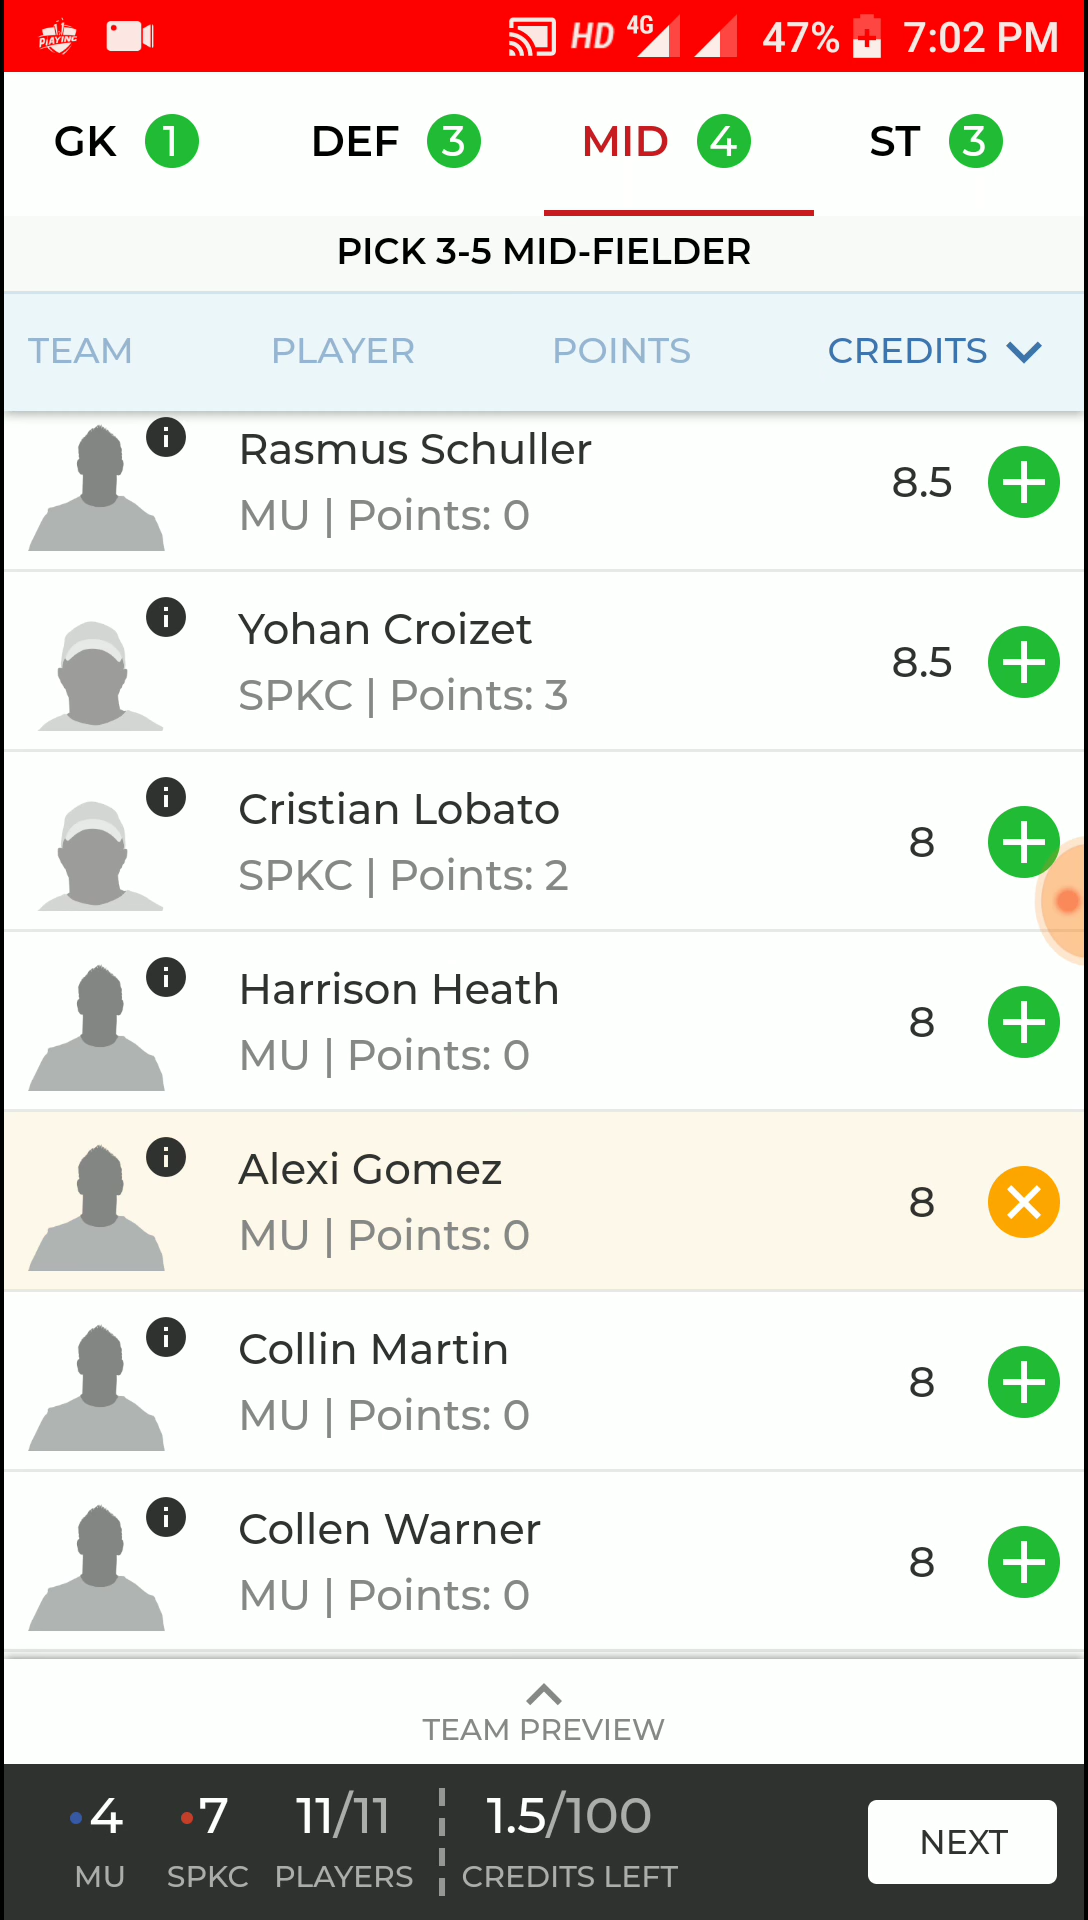 PLAYING HD 4G 47% 7:02 PM
GK 1 DEF 3 MID 4 ST 3
PICK 3-5 MID-FIELDER
TEAM PLAYER POINTS CREDITS
Rasmus Schuller
MU | Points: 0
8.5
Yohan Croizet
SPKC | Points: 3
8.5
Cristian Lobato
SPKC | Points: 2
8
Harrison Heath
MU | Points: 0
8
Alexi Gomez
MU | Points: 0
8
Collin Martin
MU | Points: 0
8
Collen Warner
MU | Points: 0
8
TEAM PREVIEW
4 7 11/11 1.5/100
MU SPKC PLAYERS CREDITS LEFT
NEXT